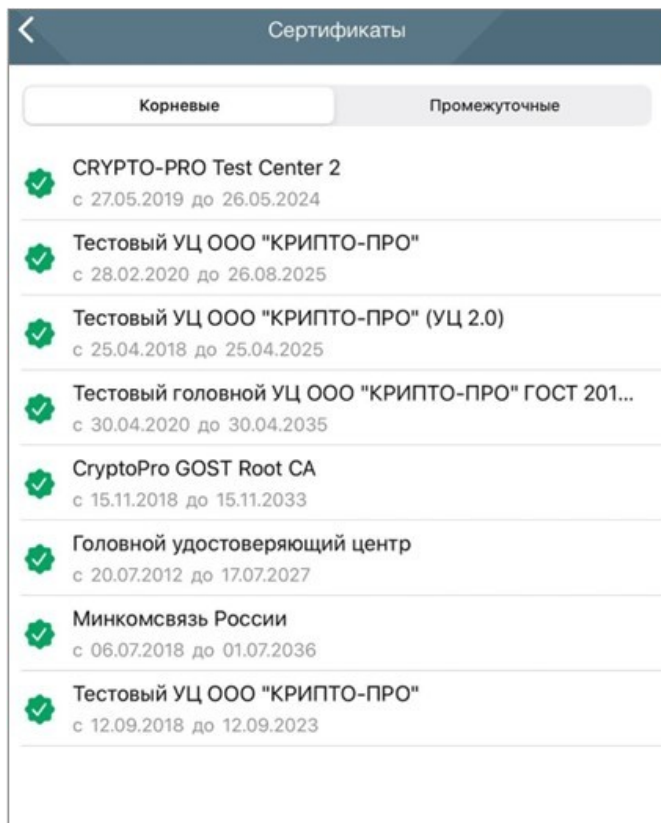 Сертификаты
Корневые Промежуточные
CRYPTO-PRO Test Center 2
с 27.05.2019 до 26.05.2024
Тестовый УЦ ООО "КРИПТО-ПРО"
с 28.02.2020 до 26.08.2025
Тестовый УЦ ООО "КРИПТО-ПРО" (УЦ 2.0)
с 25.04.2018 до 25.04.2025
Тестовый головной УЦ ООО "КРИПТО-ПРО" ГОСТ 201...
с 30.04.2020 до 30.04.2035
CryptoPro GOST Root CA
с 15.11.2018 до 15.11.2033
Головной удостоверяющий центр
с 20.07.2012 до 17.07.2027
Минкомсвязь России
с 06.07.2018 до 01.07.2036
Тестовый УЦ ООО "КРИПТО-ПРО"
с 12.09.2018 до 12.09.2023